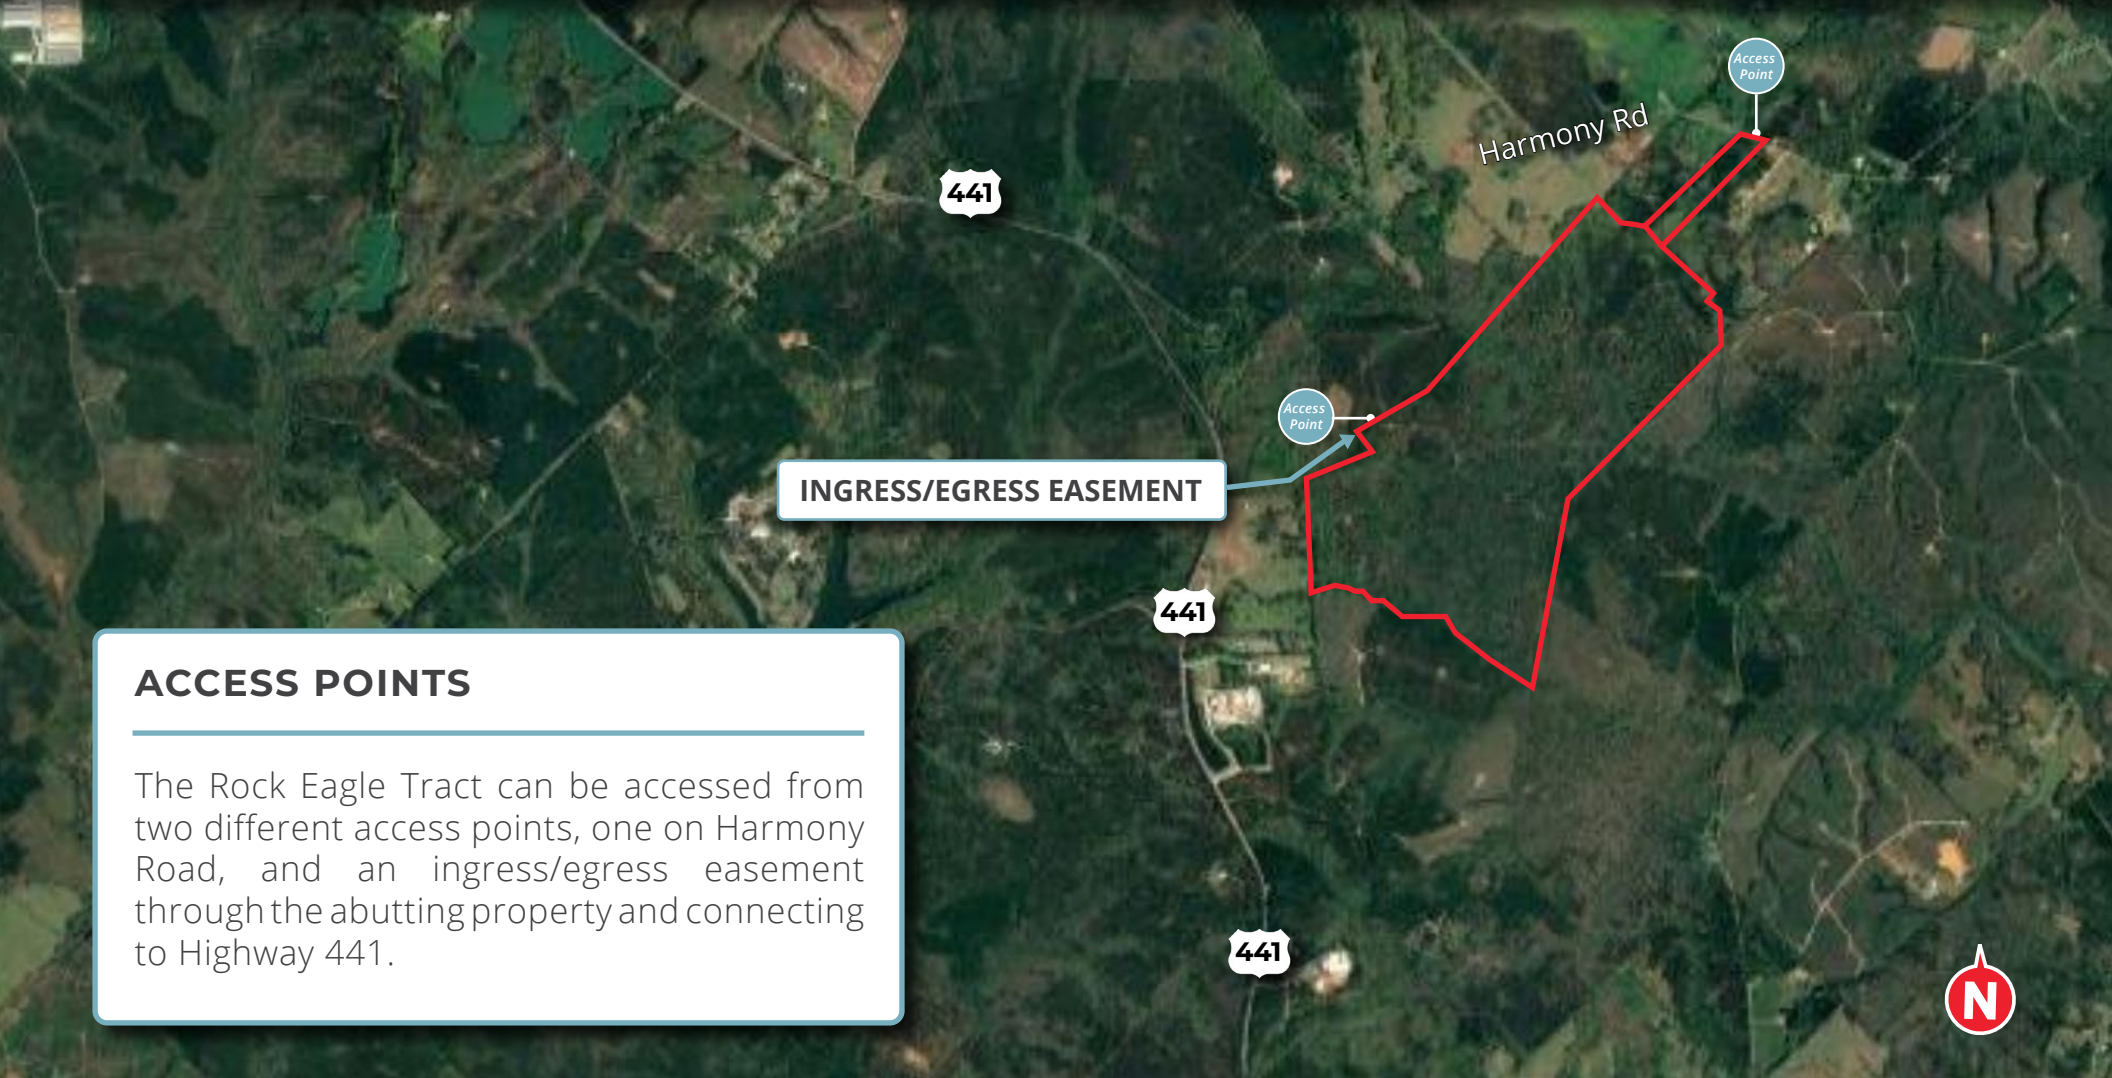 Access
Point
Harmony Rd
441
Access
Point
INGRESS/EGRESS EASEMENT
441
ACCESS POINTS
The Rock Eagle Tract can be accessed from
two different access points, one on Harmony
Road, and an ingress/egress easement
through the abutting property and connecting
to Highway 441.
441
N